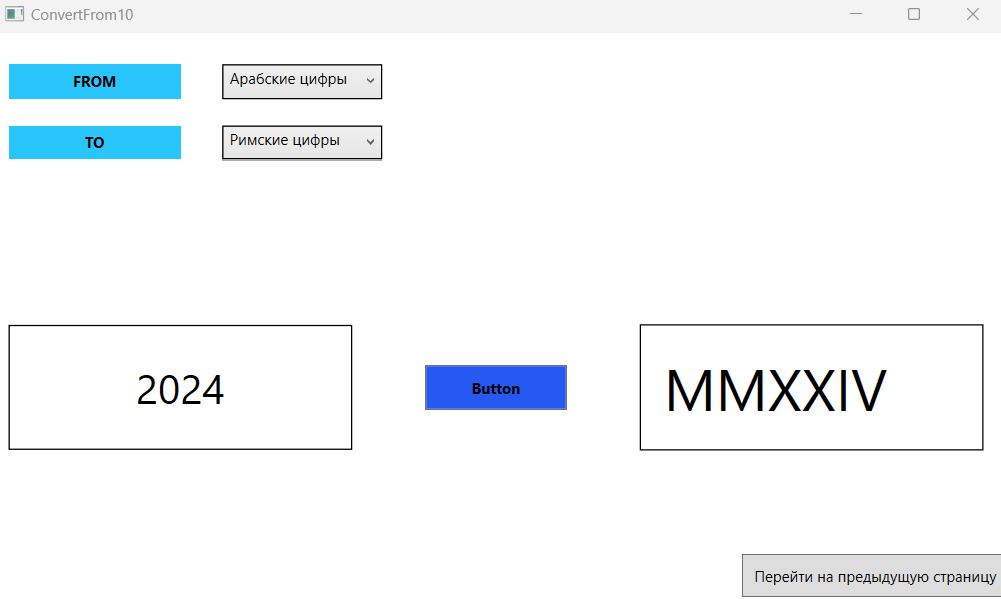 ConvertFrom10
FROM
Арабские цифры
TO
Римские цифры
2024
Button
MMXXIV
Перейти на предыдущую страницу